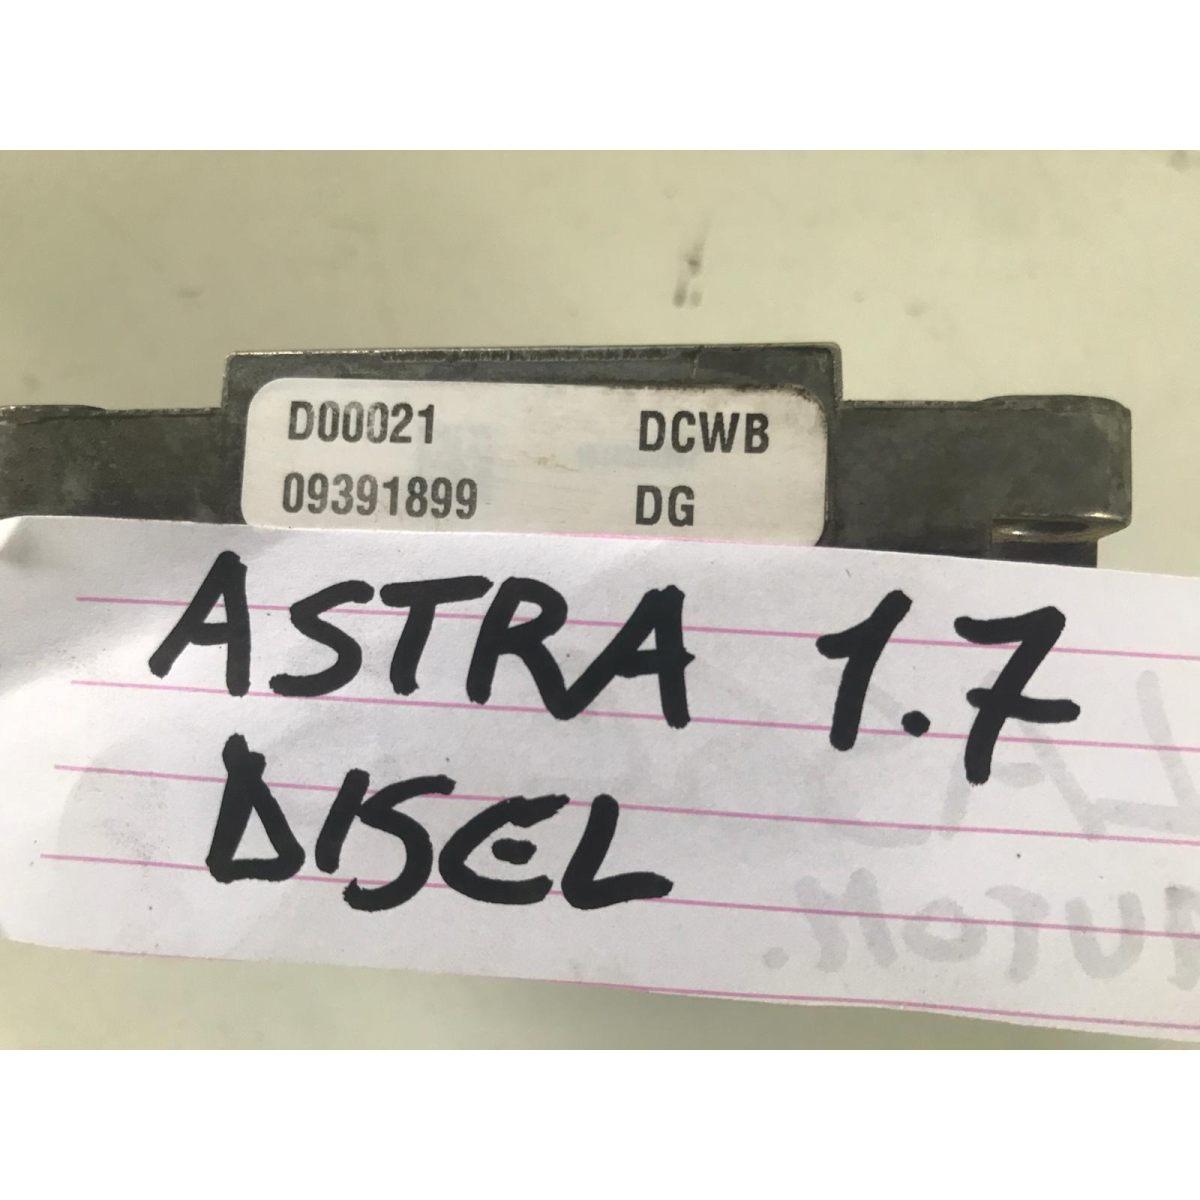 D00021 DCWB
09391899 DG
ASTRA 1.7
DISEL